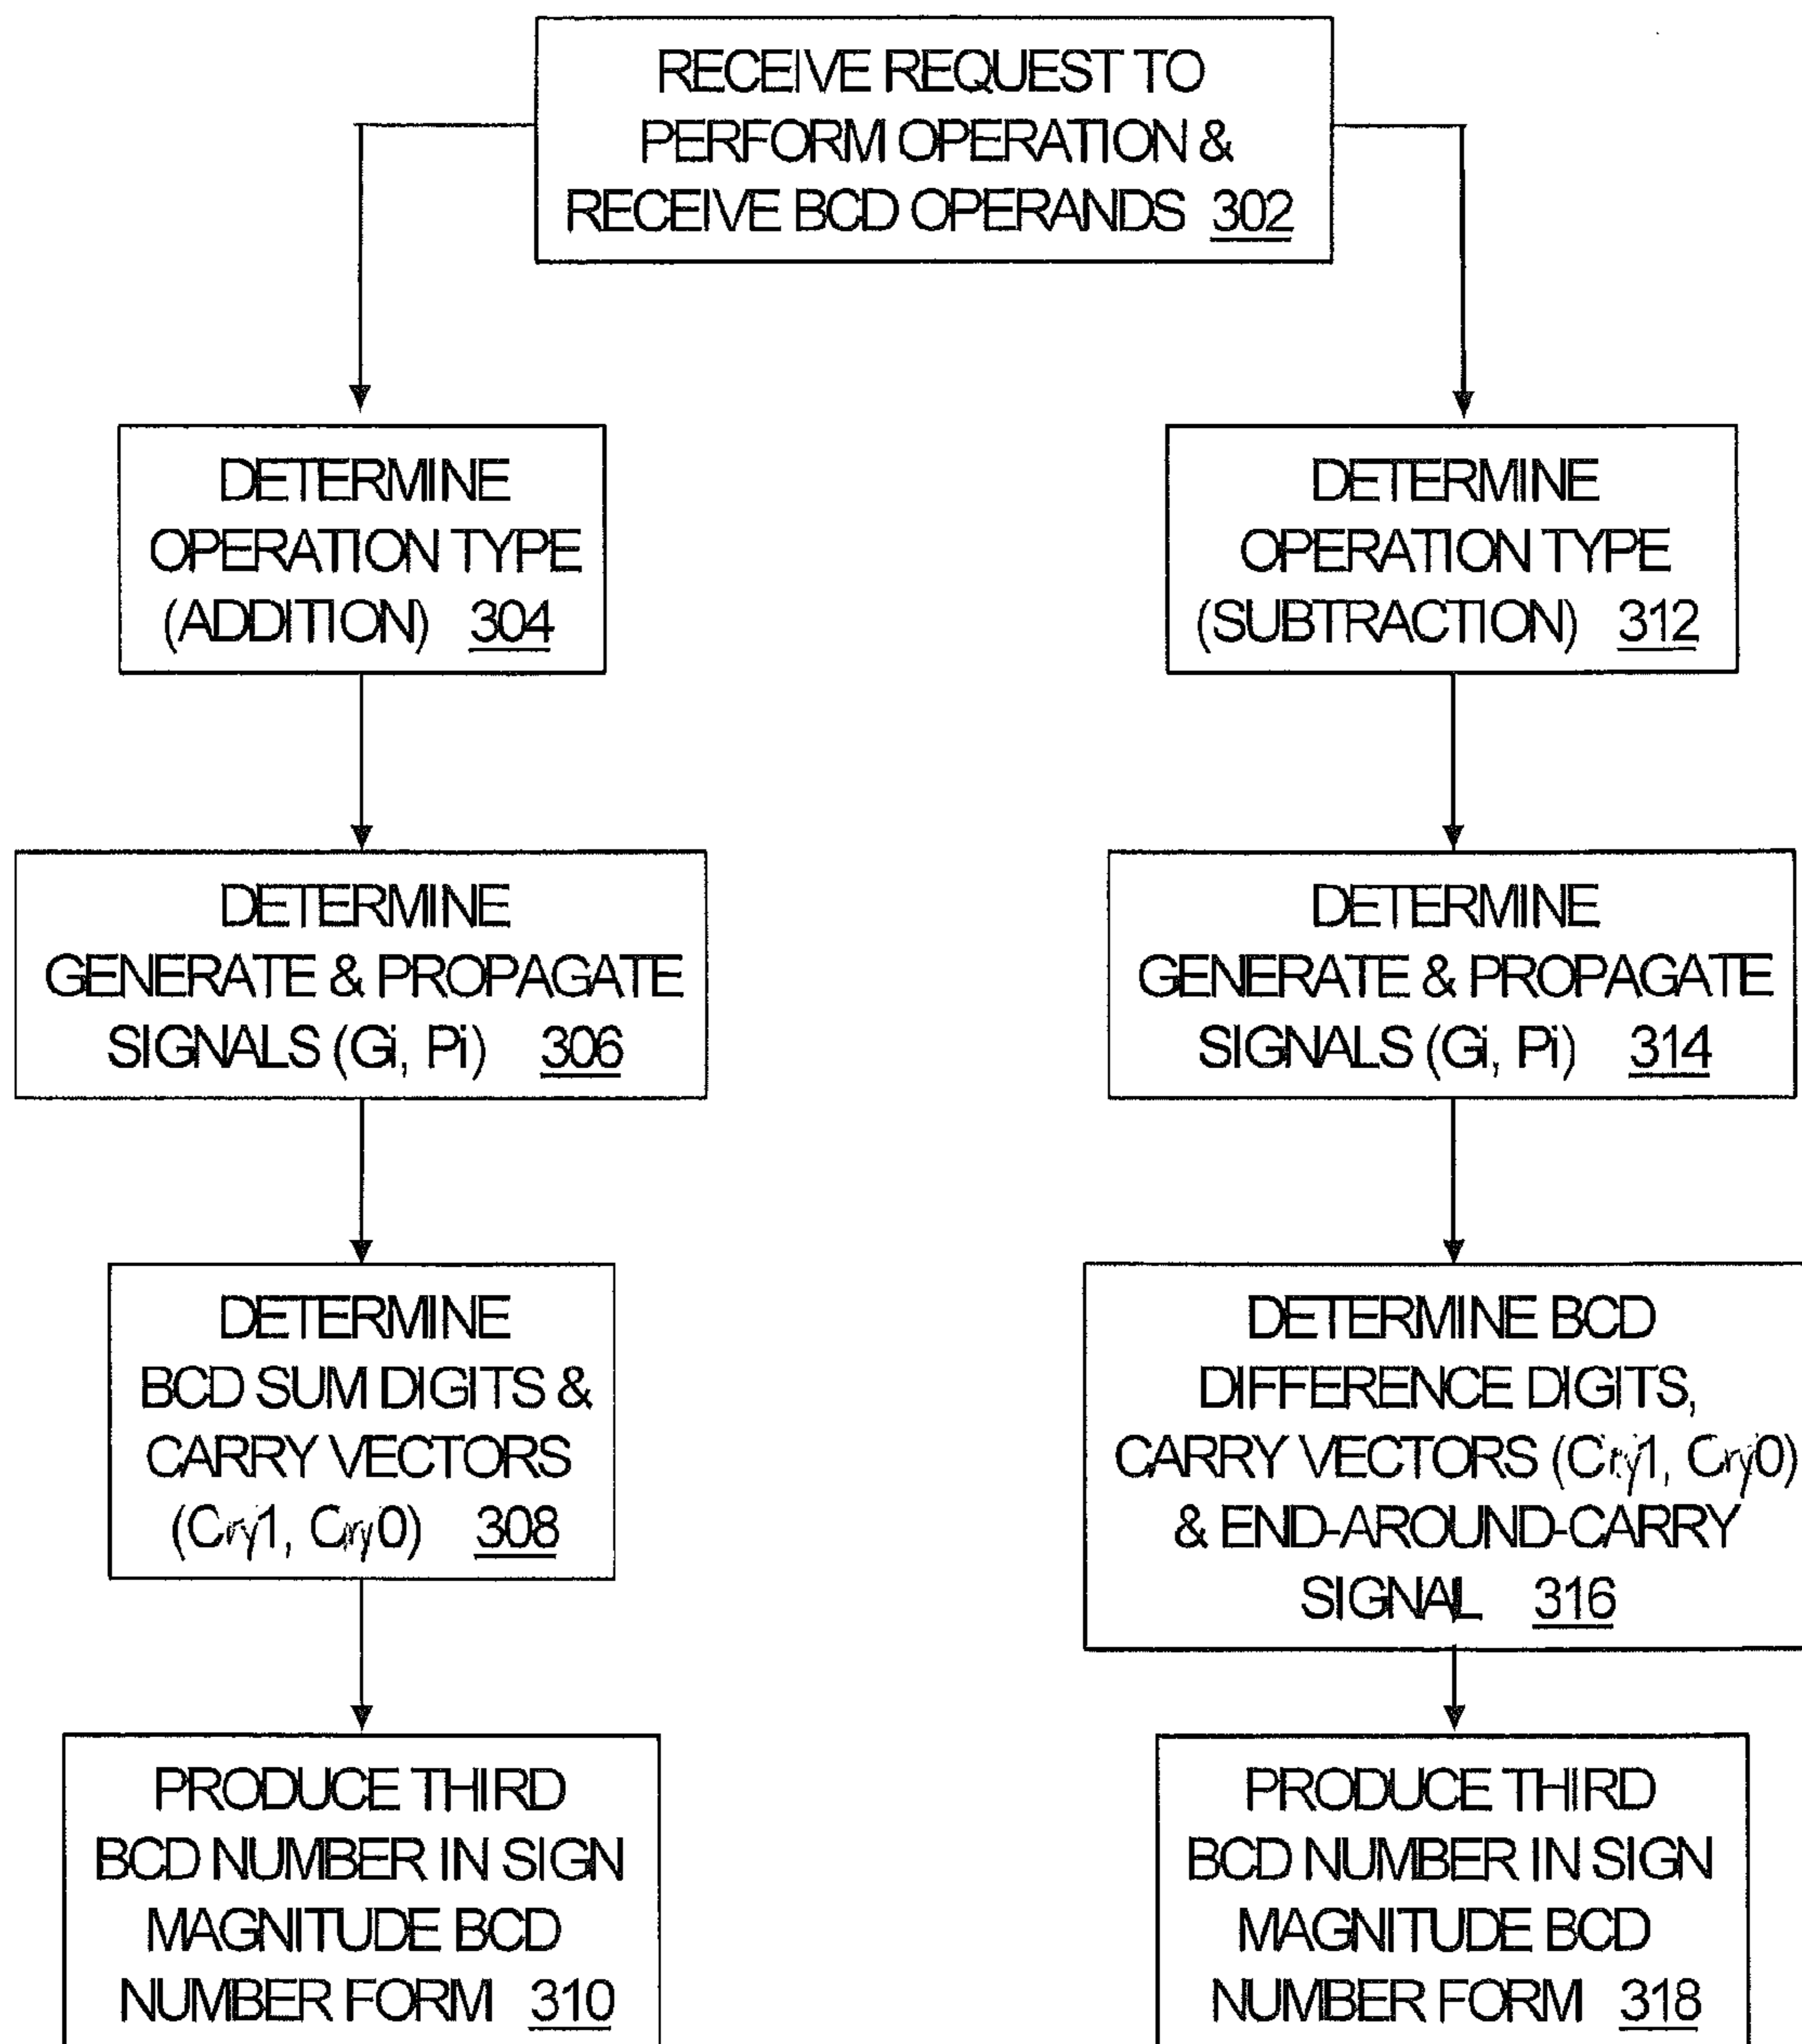 RECEIVE REQUEST TO
PERFORM OPERATION &
RECEIVE BCD OPERANDS 302
DETERMINE
OPERATION TYPE
(ADDITION) 304
DETERMINE
GENERATE & PROPAGATE
SIGNALS (Gi, Pi) 306
DETERMINE
BCD SUM DIGITS &
CARRY VECTORS
(Cry1, Cry0) 308
PRODUCE THIRD
BCD NUMBER IN SIGN
MAGNITUDE BCD
NUMBER FORM 310
DETERMINE
OPERATION TYPE
(SUBTRACTION) 312
DETERMINE
GENERATE & PROPAGATE
SIGNALS (Gi, Pi) 314
DETERMINE BCD
DIFFERENCE DIGITS,
CARRY VECTORS (Cry1, Cry0)
& END-AROUND-CARRY
SIGNAL 316
PRODUCE THIRD
BCD NUMBER IN SIGN
MAGNITUDE BCD
NUMBER FORM 318